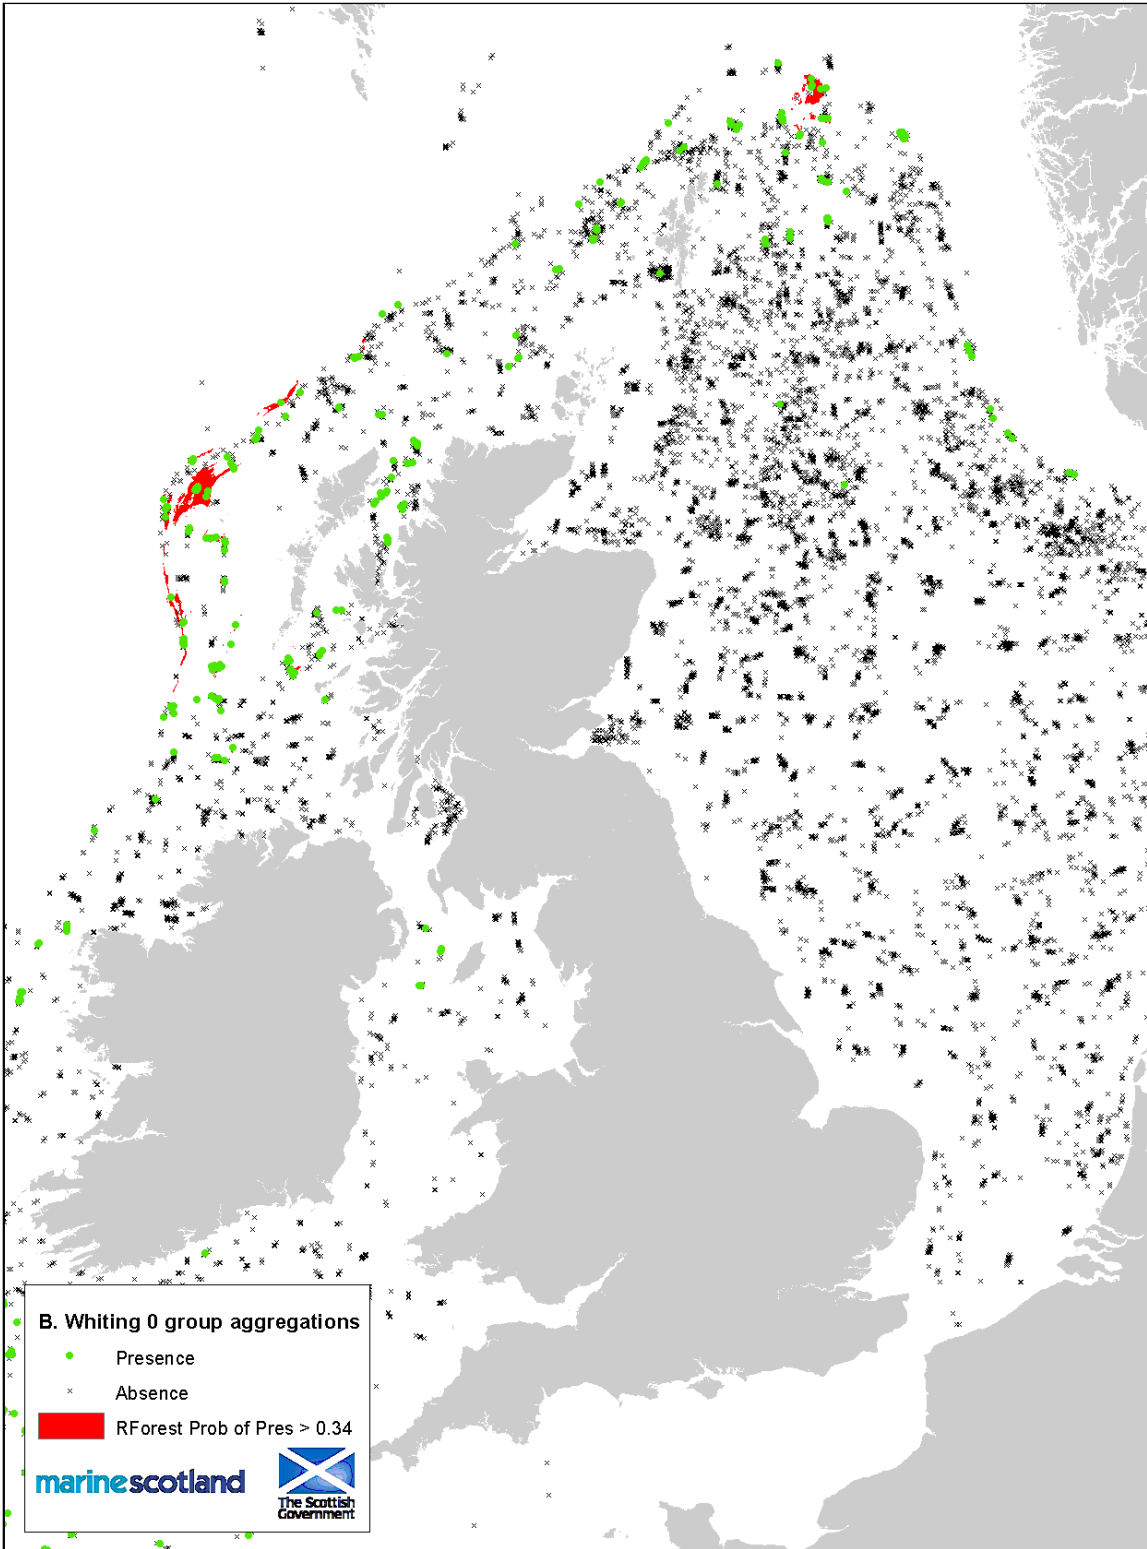 B. Whiting 0 group aggregations
Presence
Absence
RForest Prob of Pres > 0.34
marinescotland
The Scottish
Government